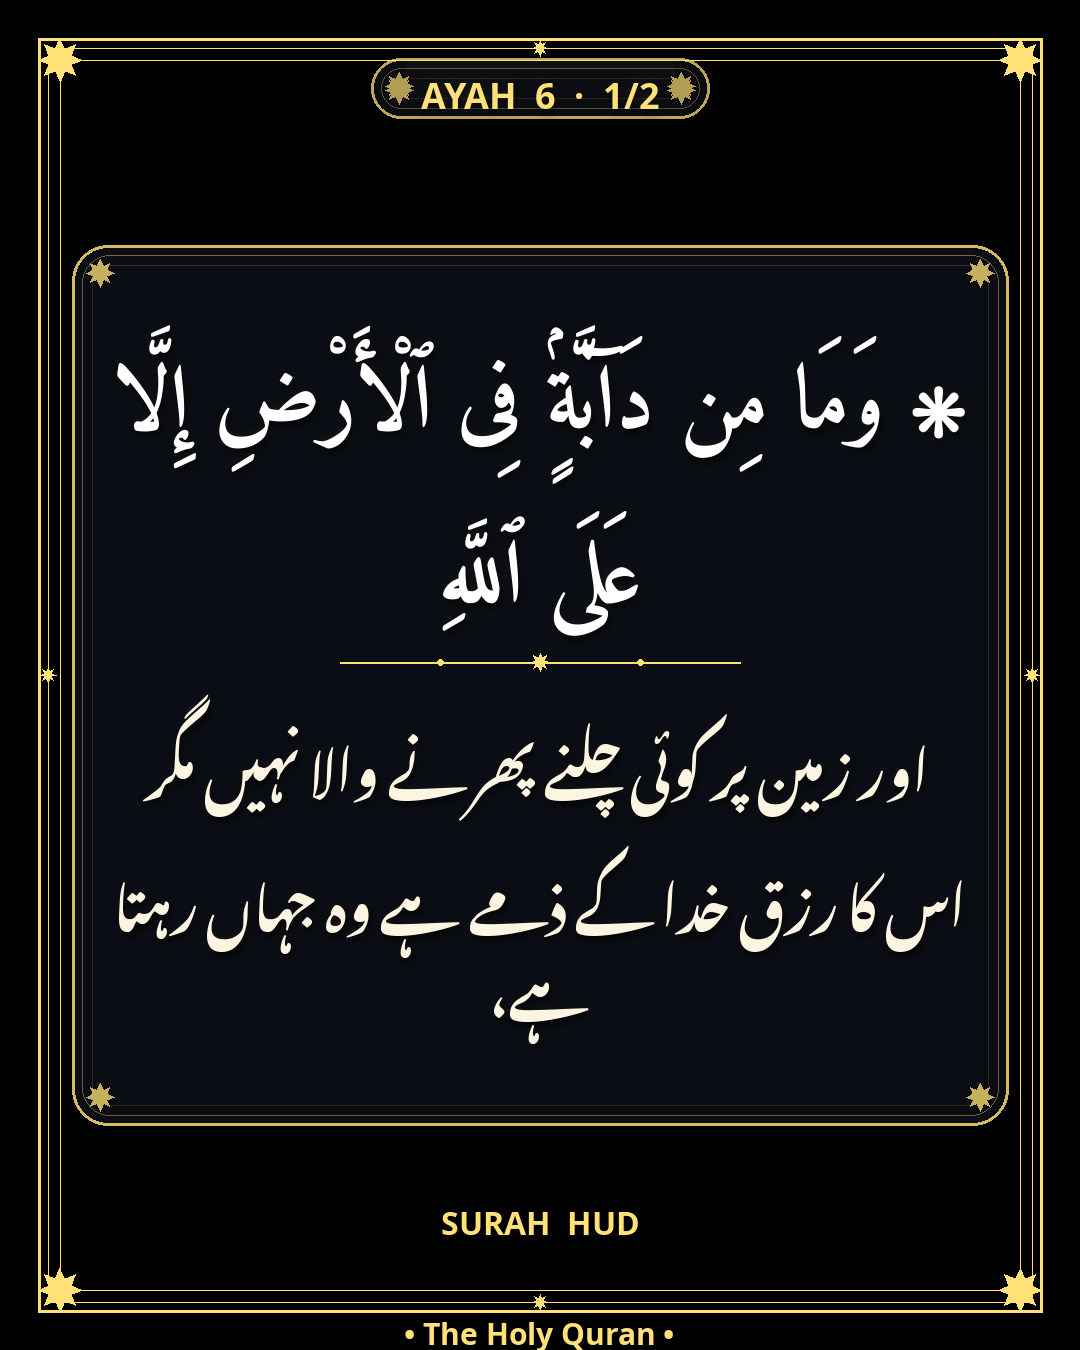 AYAH 6 · 1/2
* وَمَا مِن دَآبَّةٍۢ فِى ٱلْأَرْضِ إِلَّا
عَلَى ٱللَّهِ
اور زمین پر کوئی چلنے پھرنے والا نہیں مگر
اس کا رزق خدا کے ذمے ہے وہ جہاں رہتا
ہے،
SURAH HUD
• The Holy Quran •